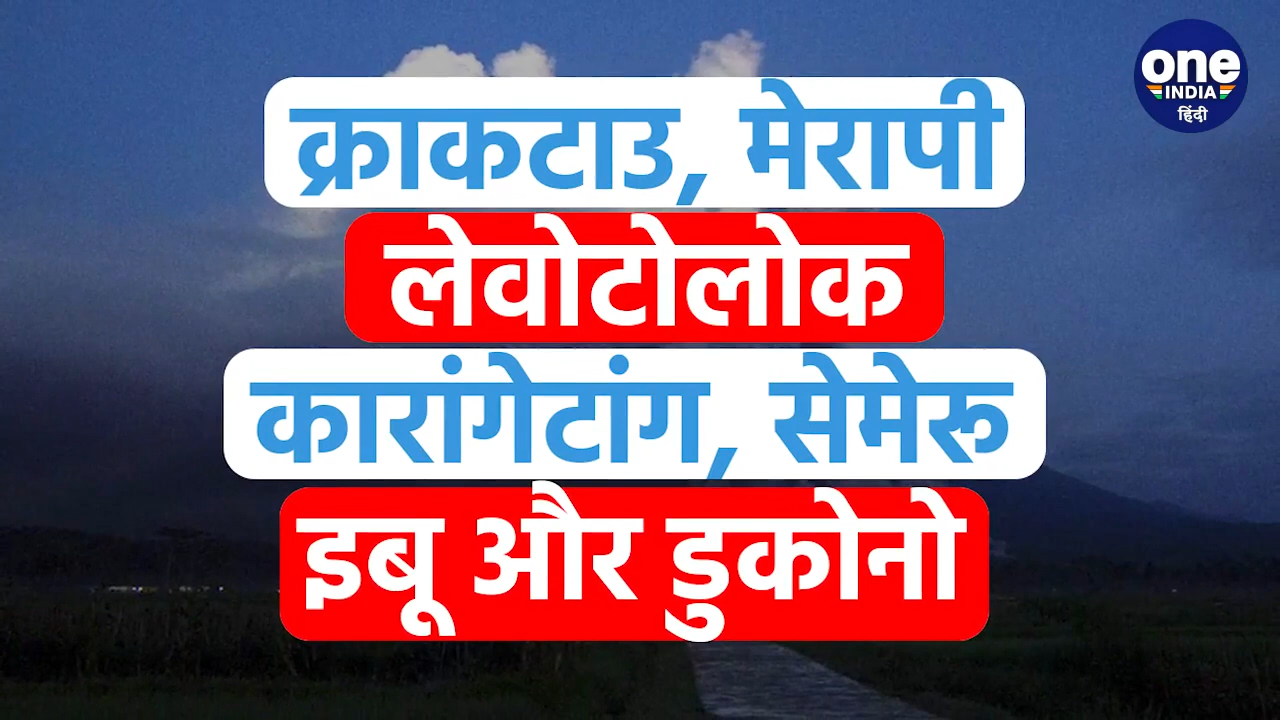 one
INDIA
हिंदी
क्राकटाउ, मेरापी
लेवोटोलोक
कारांगेटांग, सेमेरू
इबू और डुकोनो